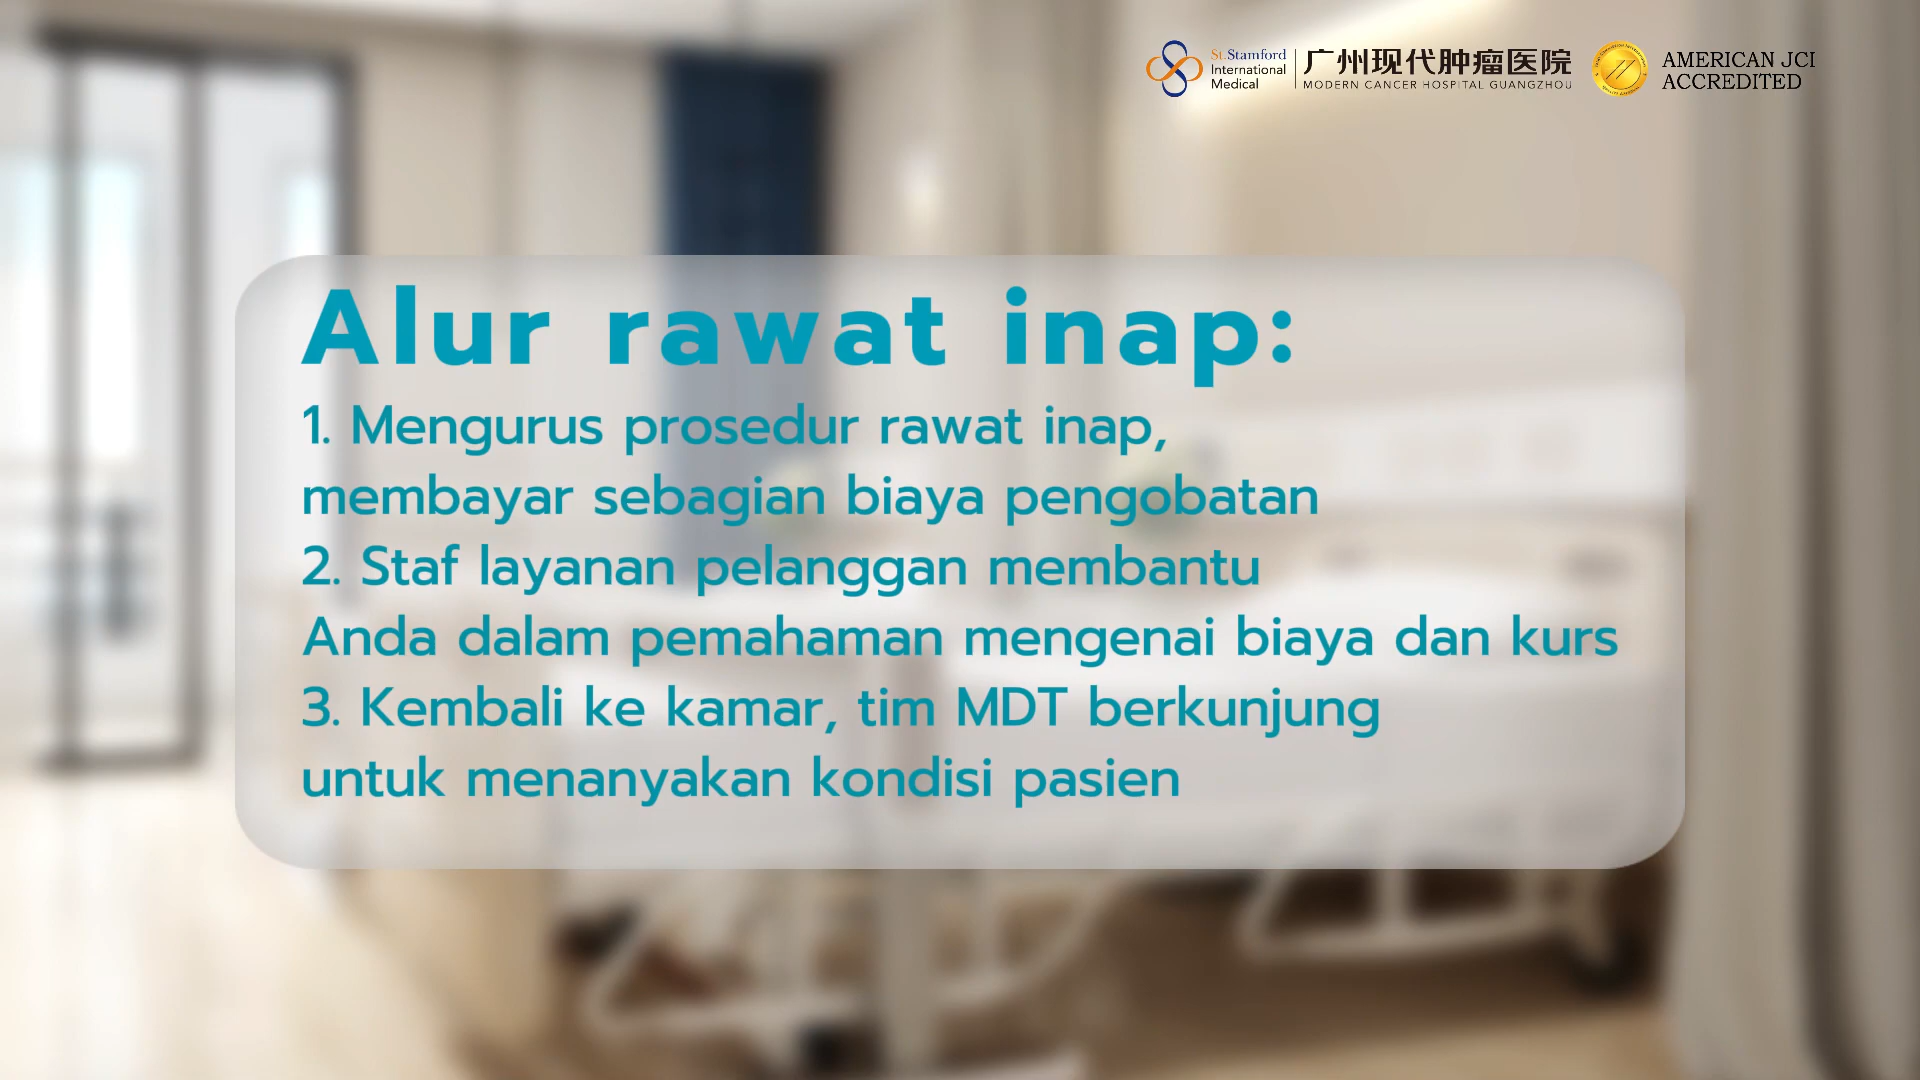 St.Stamford
International
Medical
广州现代肿瘤医院
MODERN CANCER HOSPITAL GUANGZHOU
AMERICAN JCI
ACCREDITED
Alur rawat inap:
1. Mengurus prosedur rawat inap,
membayar sebagian biaya pengobatan
2. Staf layanan pelanggan membantu
Anda dalam pemahaman mengenai biaya dan kurs
3. Kembali ke kamar, tim MDT berkunjung
untuk menanyakan kondisi pasien